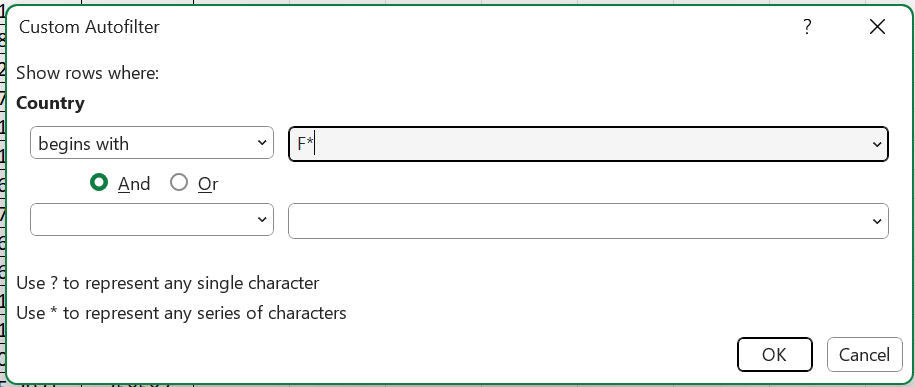 Custom Autofilter ?
Show rows where:
Country
begins with F*
And Or
Use ? to represent any single character
Use * to represent any series of characters
OK Cancel